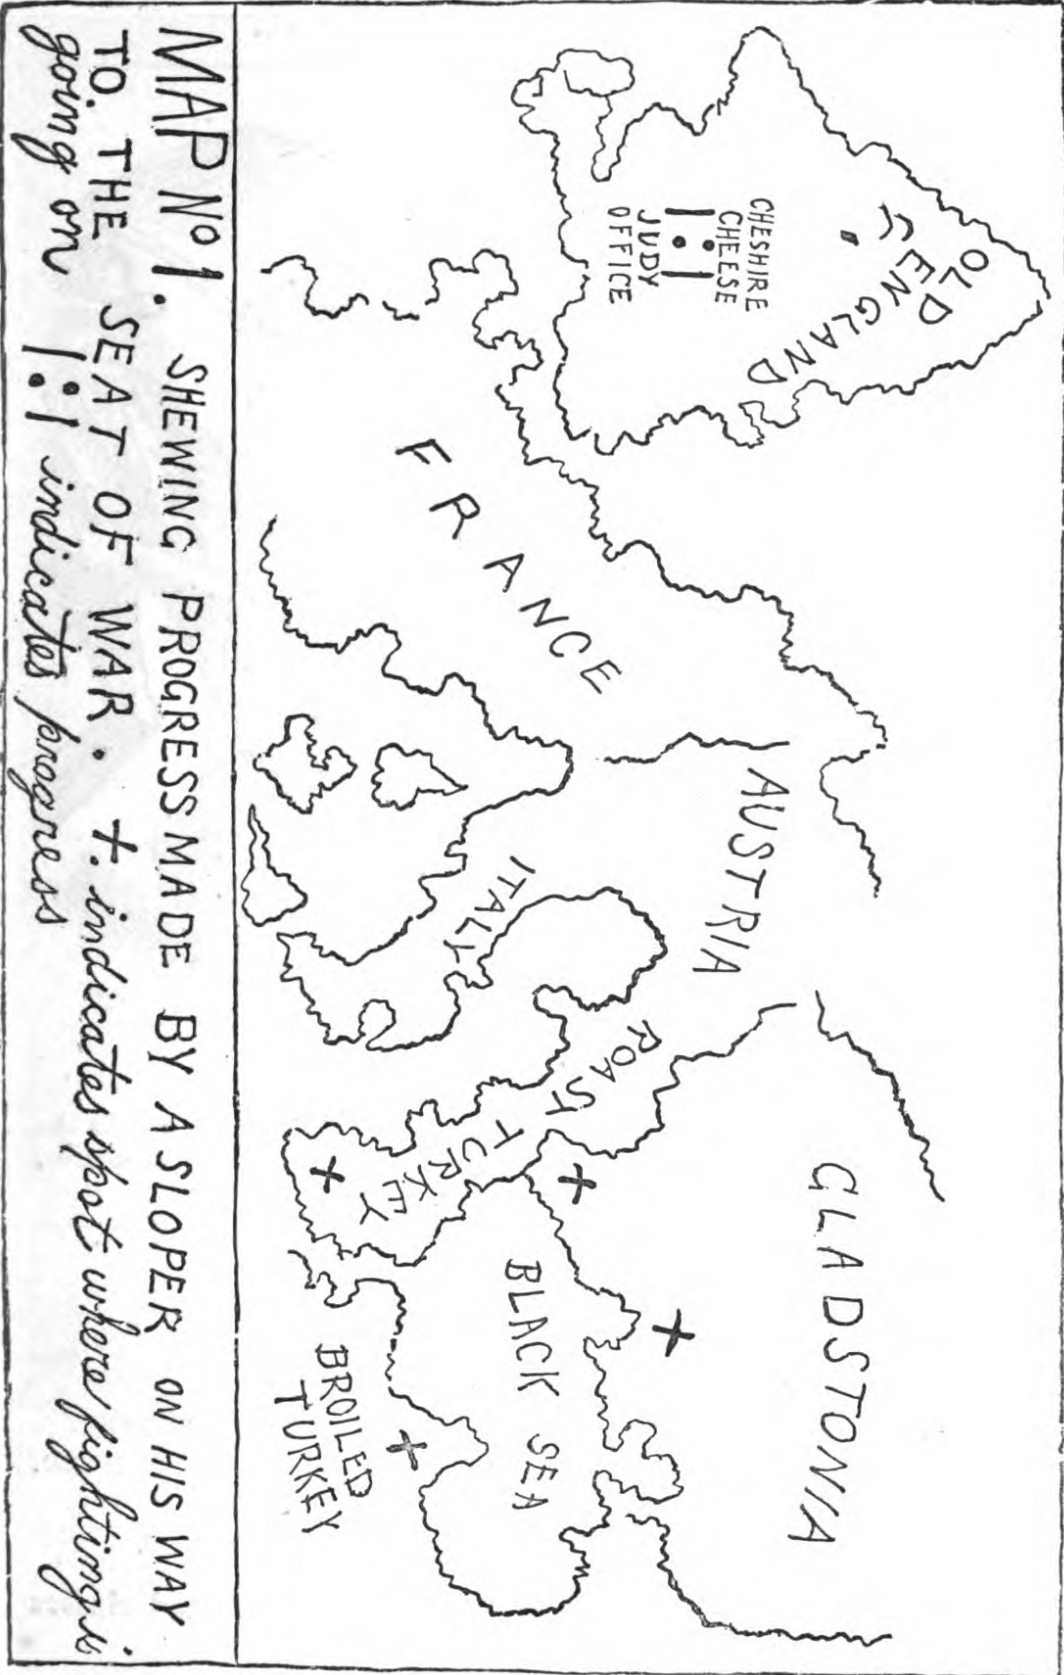 OLD
ENGLAND
CHESHIRE
CHEESE
|:|
JUDY
OFFICE
FRANCE
AUSTRIA
ITALY
ROAST TURKEY
GLADSTONIA
BLACK SEA
BROILED
TURKEY
MAP Nº 1. SHEWING PROGRESS MADE BY A SLOPER ON HIS WAY
TO THE SEAT OF WAR. +. indicates spot where fighting is
going on |:| indicates progress